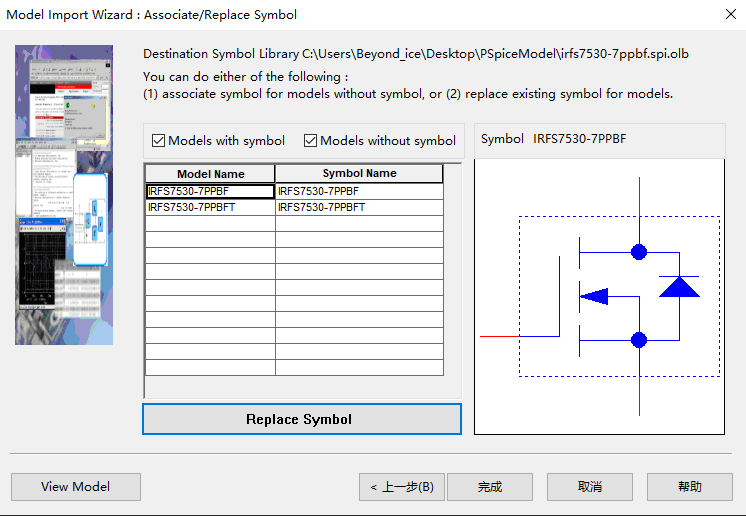 Model Import Wizard : Associate/Replace Symbol
Destination Symbol Library C:\Users\Beyond_ice\Desktop\PSpiceModel\irfs7530-7ppbf.spi.olb
You can do either of the following :
(1) associate symbol for models without symbol, or (2) replace existing symbol for models.
Models with symbol
Models without symbol
Symbol IRFS7530-7PPBF
Model Name Symbol Name
IRFS7530-7PPBF IRFS7530-7PPBF
IRFS7530-7PPBFT IRFS7530-7PPBFT
Replace Symbol
View Model
< 上一步(B)
完成
取消
帮助